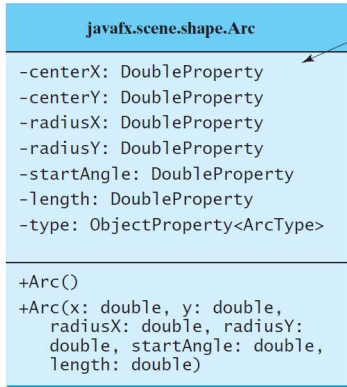 javafx.scene.shape.Arc
-centerX: DoubleProperty
-centerY: DoubleProperty
-radiusX: DoubleProperty
-radiusY: DoubleProperty
-startAngle: DoubleProperty
-length: DoubleProperty
-type: ObjectProperty<ArcType>
+Arc()
+Arc(x: double, y: double,
radiusX: double, radiusY:
double, startAngle: double,
length: double)